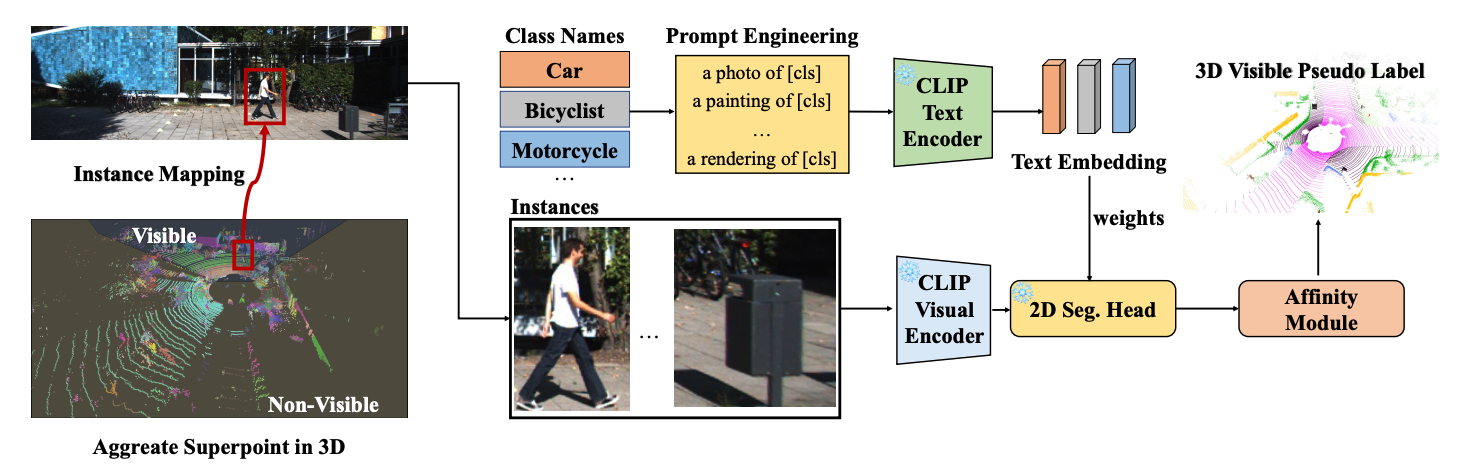 Instance Mapping
Visible
Non-Visible
Aggreate Superpoint in 3D
Class Names
Car
Bicyclist
Motorcycle
...
Prompt Engineering
a photo of [cls]
a painting of [cls]
...
a rendering of [cls]
CLIP
Text
Encoder
Text Embedding
weights
Instances
...
CLIP
Visual
Encoder
2D Seg. Head
Affinity
Module
3D Visible Pseudo Label